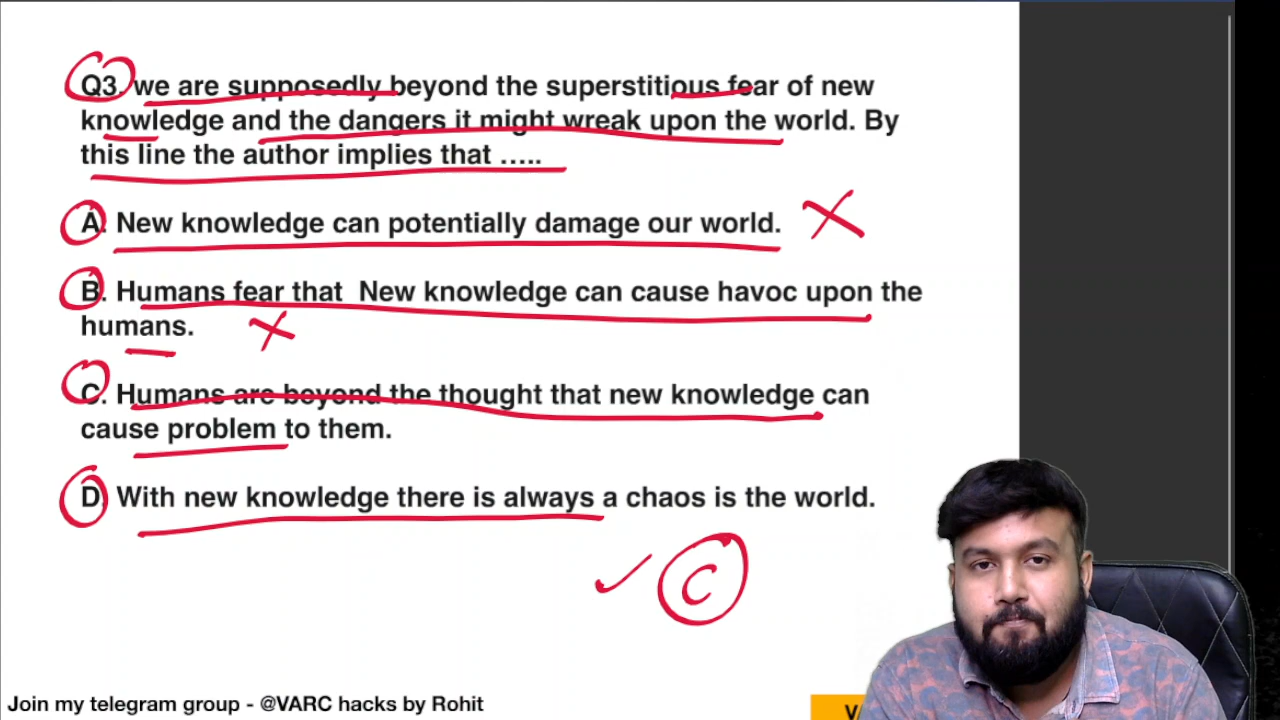 Q3. we are supposedly beyond the superstitious fear of new
knowledge and the dangers it might wreak upon the world. By
this line the author implies that …..
A. New knowledge can potentially damage our world.
B. Humans fear that New knowledge can cause havoc upon the
humans.
C. Humans are beyond the thought that new knowledge can
cause problem to them.
D. With new knowledge there is always a chaos is the world.
C
Join my telegram group - @VARC hacks by Rohit